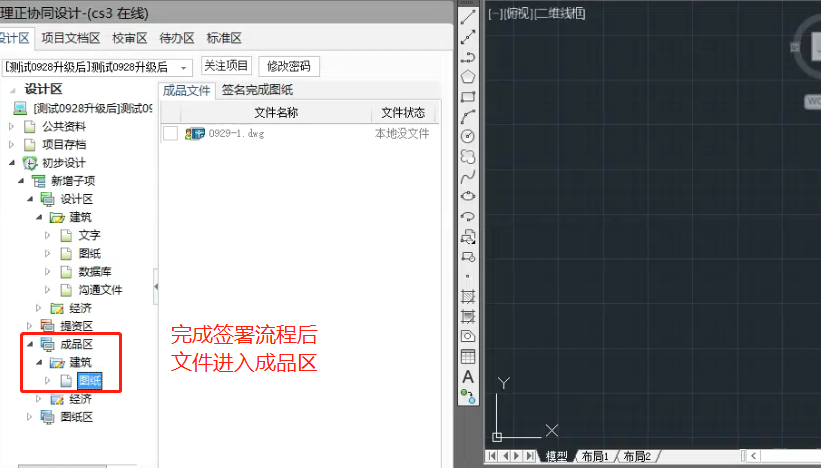 理正协同设计-(cs3 在线)
设计区 项目文档区 校审区 待办区 标准区
[测试0928升级后]测试0928升级后
关注项目
修改密码
设计区
[测试0928升级后]测试09
公共资料
项目存档
初步设计
新增子项
设计区
建筑
文字
图纸
数据库
沟通文件
经济
提资区
成品区
建筑
图纸
经济
图纸区
成品文件 签名完成图纸
文件名称 文件状态
0929-1.dwg 本地没文件
完成签署流程后
文件进入成品区
[−][俯视][二维线框]
A
Y
X
模型 布局1 布局2